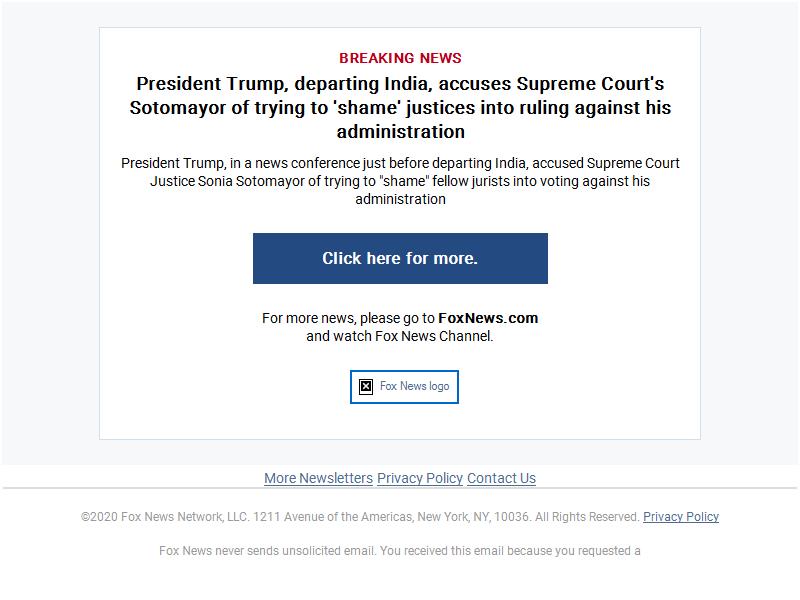 BREAKING NEWS
President Trump, departing India, accuses Supreme Court's
Sotomayor of trying to 'shame' justices into ruling against his
administration
President Trump, in a news conference just before departing India, accused Supreme Court
Justice Sonia Sotomayor of trying to "shame" fellow jurists into voting against his
administration
Click here for more.
For more news, please go to FoxNews.com
and watch Fox News Channel.
Fox News logo
More Newsletters Privacy Policy Contact Us
©2020 Fox News Network, LLC. 1211 Avenue of the Americas, New York, NY, 10036. All Rights Reserved. Privacy Policy
Fox News never sends unsolicited email. You received this email because you requested a